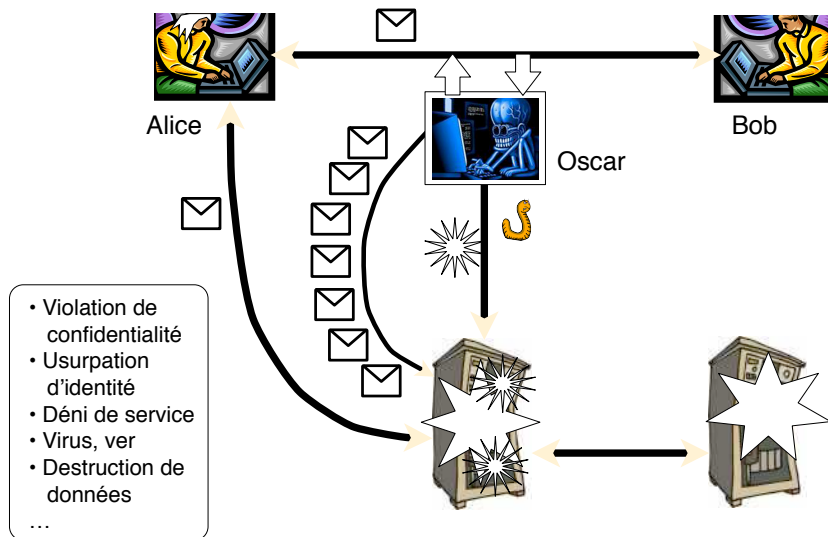 Alice
Bob
Oscar
• Violation de
confidentialité
• Usurpation
d’identité
• Déni de service
• Virus, ver
• Destruction de
données
…